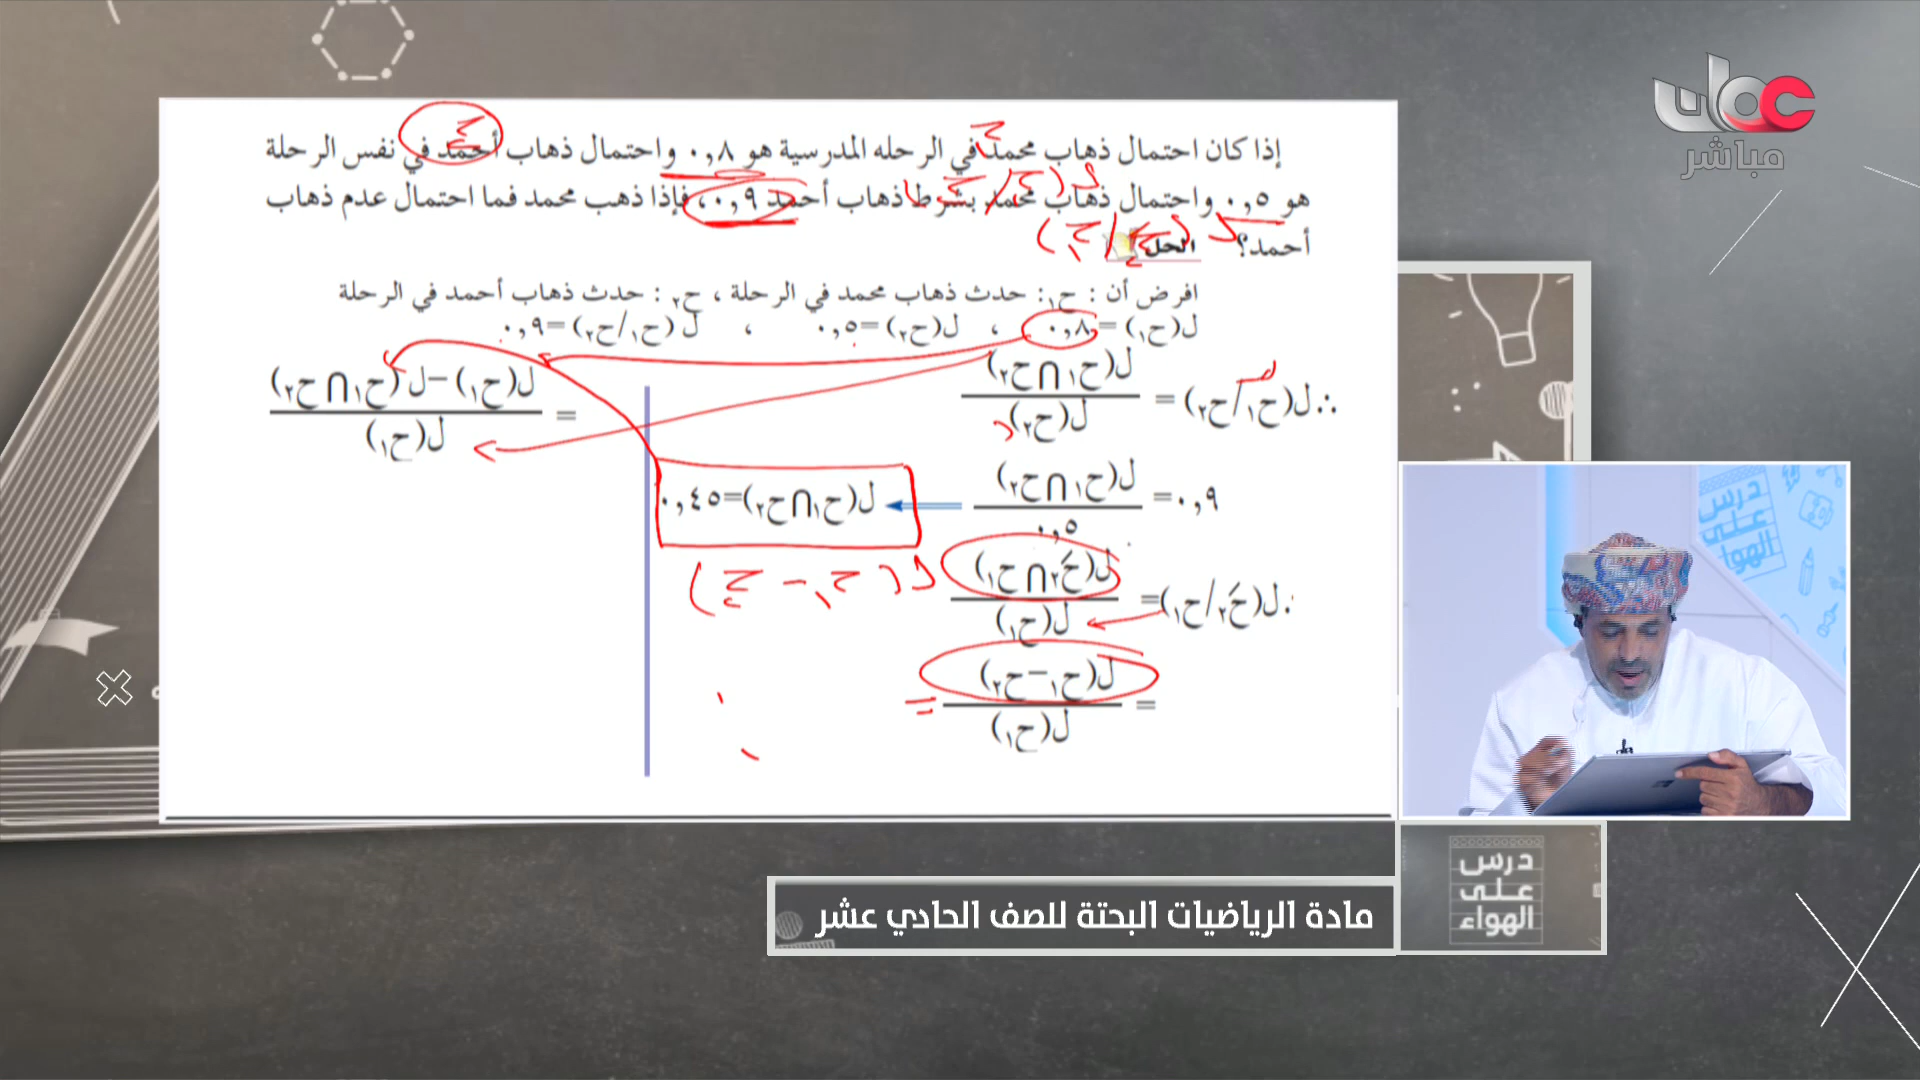 عمان
مباشر
إذا كان احتمال ذهاب محمد في الرحله المدرسية هو ٠,٨ واحتمال ذهاب أحمد في نفس الرحلة
هو ٠,٥ واحتمال ذهاب محمد بشرط ذهاب أحمد ٠,٩، فإذا ذهب محمد فما احتمال عدم ذهاب
أحمد؟
الحل
افرض أن : ح١: حدث ذهاب محمد في الرحلة ، ح٢ : حدث ذهاب أحمد في الرحلة
ل(ح١) = ٠,٨ ، ل(ح٢)=٠,٥ ، ل(ح١/ح٢)=٠,٩
∴ل(ح١/ح٢) = ل(ح١∩ح٢) / ل(ح٢)
٠,٩= ل(ح١∩ح٢) / ٠,٥
ل(ح١∩ح٢)=٠,٤٥
∴ل(حَ٢/ح١)= ل(حَ٢∩ح١) / ل(ح١)
ل(ح١ - ح٢)
= ل(ح١-ح٢) / ل(ح١)
=
= ل(ح١)-ل(ح١∩ح٢) / ل(ح١)
درس
على
الهواء
درس
على
الهواء
مادة الرياضيات البحتة للصف الحادي عشر